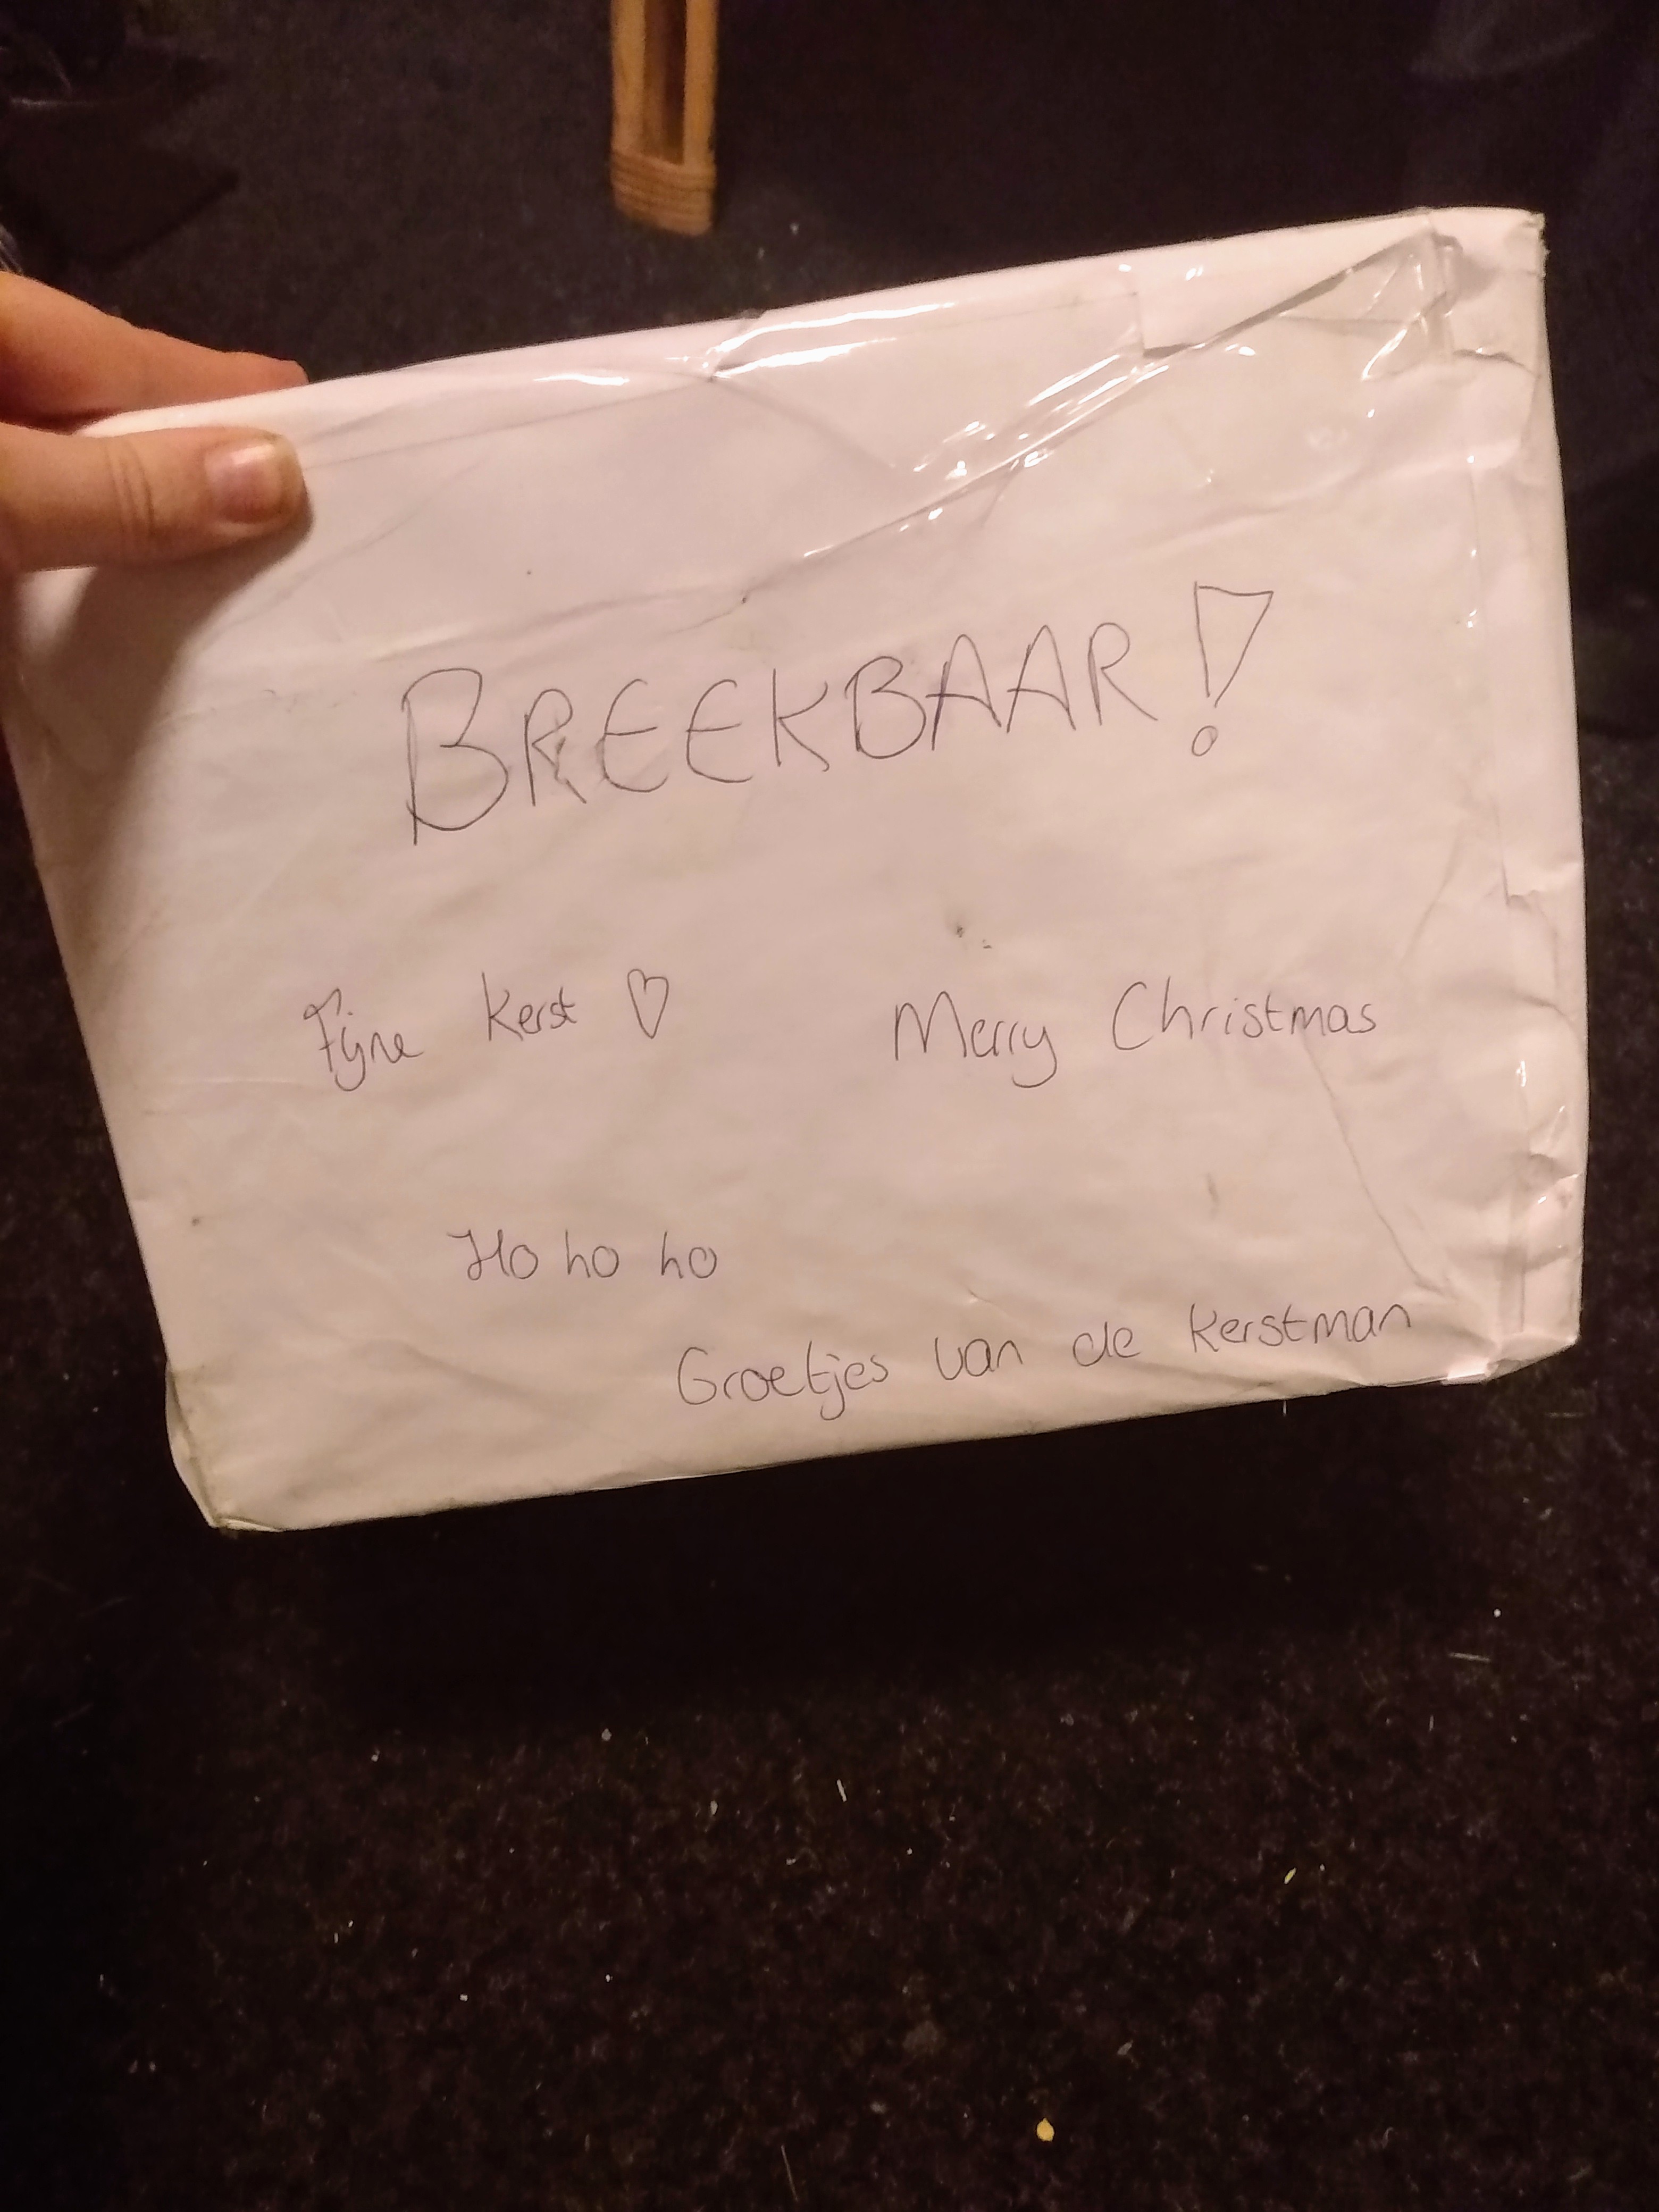 BREEKBAAR!
Fijne kerst ♡
Merry Christmas
Ho ho ho
Groetjes van de kerstman